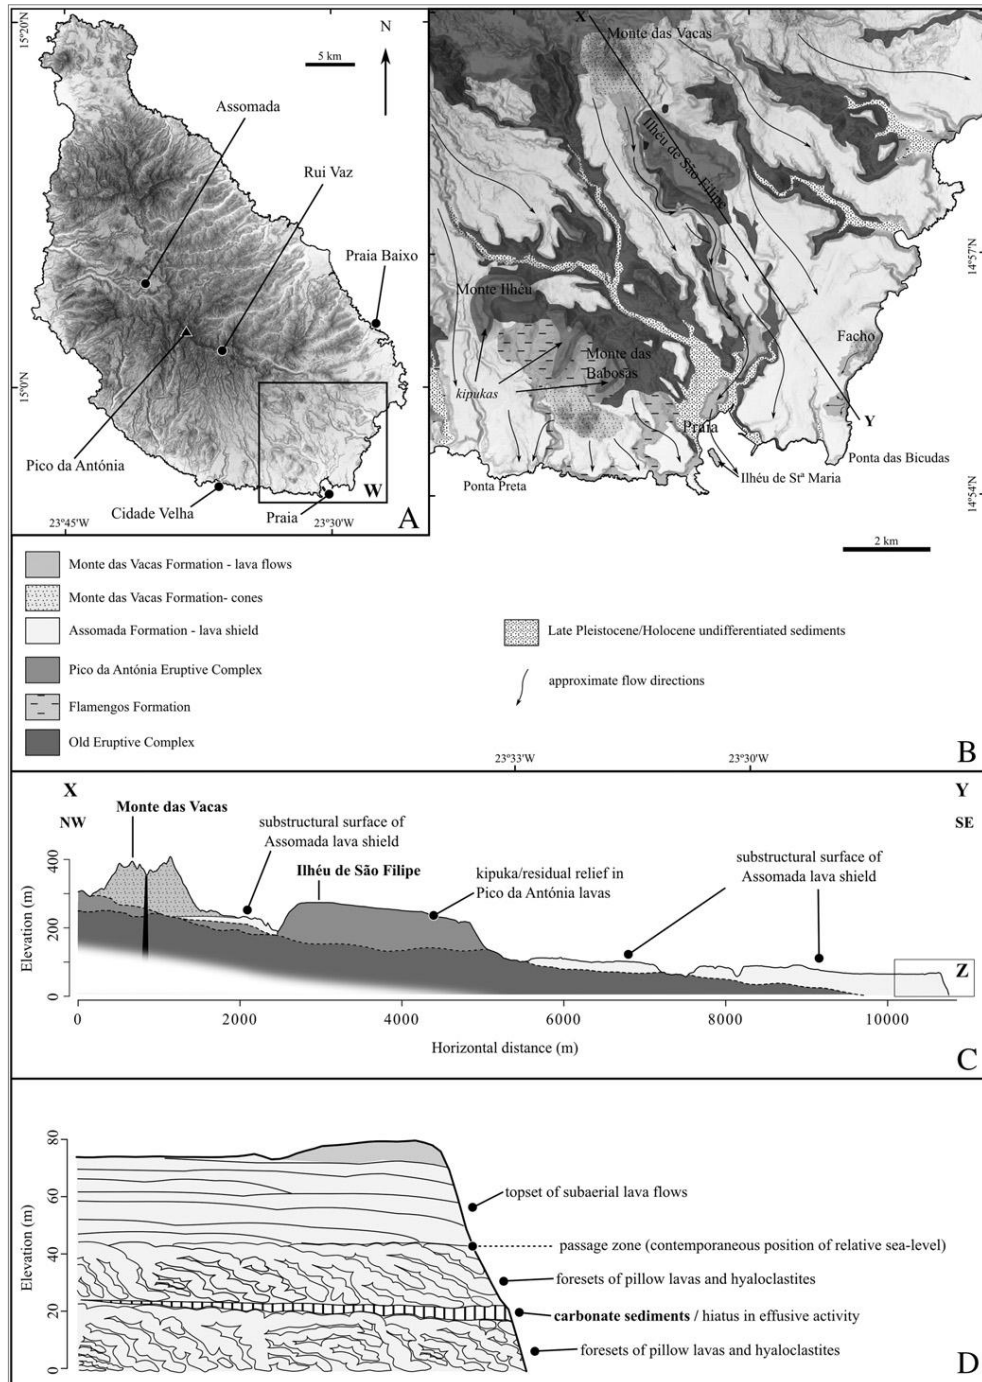 15°20'N
15°0'N
23°45'W
23°30'W
5 km
N
Assomada
Rui Vaz
Praia Baixo
Pico da Antónia
Cidade Velha
Praia
W
A
X
Monte das Vacas
Ilhéu de São Filipe
Monte Ilhéu
Monte das
Babosas
kipukas
Facho
Praia
Y
Ponta das Bicudas
Ilhéu de Stª Maria
Ponta Preta
14°57'N
14°54'N
2 km
Monte das Vacas Formation - lava flows
Monte das Vacas Formation- cones
Assomada Formation - lava shield
Pico da Antónia Eruptive Complex
Flamengos Formation
Old Eruptive Complex
Late Pleistocene/Holocene undifferentiated sediments
approximate flow directions
23°33'W
23°30'W
B
X
NW
Y
SE
Monte das Vacas
substructural surface of
Assomada lava shield
Ilhéu de São Filipe
kipuka/residual relief in
Pico da Antónia lavas
substructural surface of
Assomada lava shield
Z
Elevation (m)
400
200
0
0
2000
4000
6000
8000
10000
Horizontal distance (m)
C
Elevation (m)
80
60
40
20
0
topset of subaerial lava flows
passage zone (contemporaneous position of relative sea-level)
foresets of pillow lavas and hyaloclastites
carbonate sediments / hiatus in effusive activity
foresets of pillow lavas and hyaloclastites
D